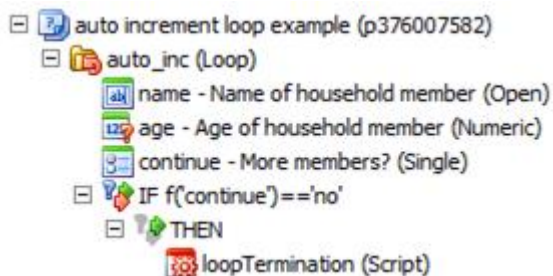 auto increment loop example (p376007582)
auto_inc (Loop)
name - Name of household member (Open)
age - Age of household member (Numeric)
continue - More members? (Single)
IF f('continue')=='no'
THEN
loopTermination (Script)